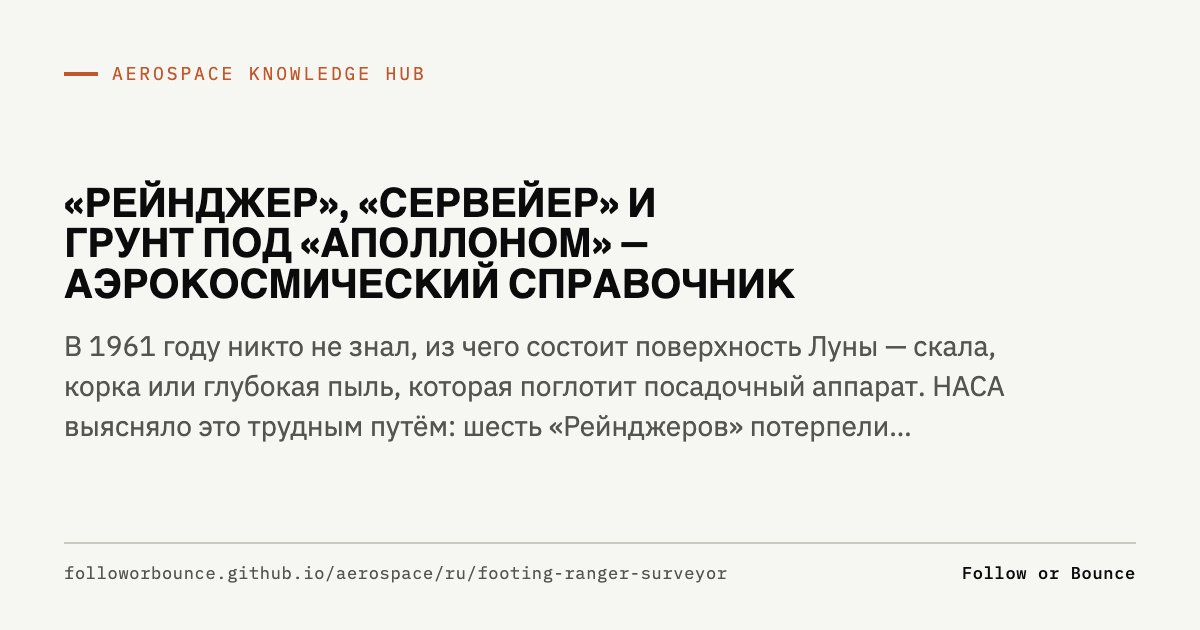 AEROSPACE KNOWLEDGE HUB
«РЕЙНДЖЕР», «СЕРВЕЙЕР» И
ГРУНТ ПОД «АПОЛЛОНОМ» —
АЭРОКОСМИЧЕСКИЙ СПРАВОЧНИК
В 1961 году никто не знал, из чего состоит поверхность Луны — скала,
корка или глубокая пыль, которая поглотит посадочный аппарат. НАСА
выясняло это трудным путём: шесть «Рейнджеров» потерпели…
followorbounce.github.io/aerospace/ru/footing-ranger-surveyor
Follow or Bounce